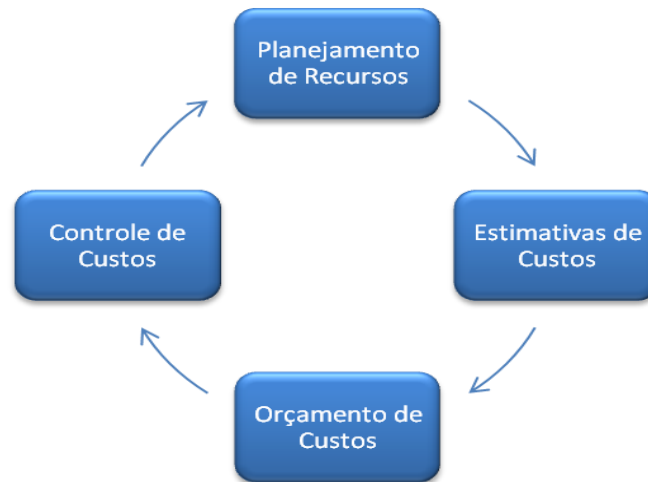 Planejamento
de Recursos
Estimativas de
Custos
Orçamento de
Custos
Controle de
Custos